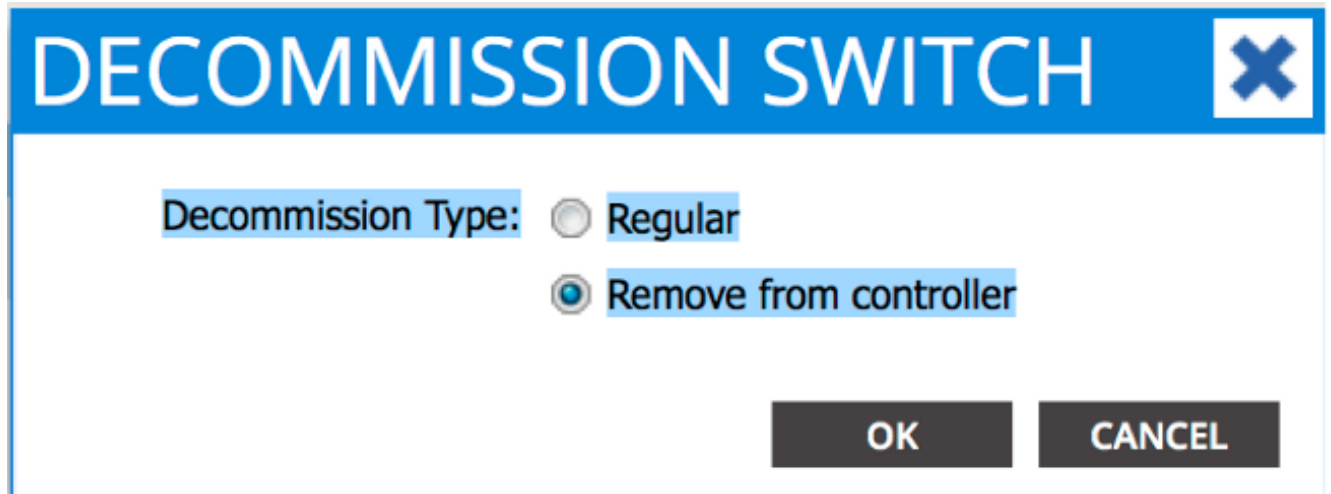 DECOMMISSION SWITCH
Decommission Type: Regular
Remove from controller
OK CANCEL